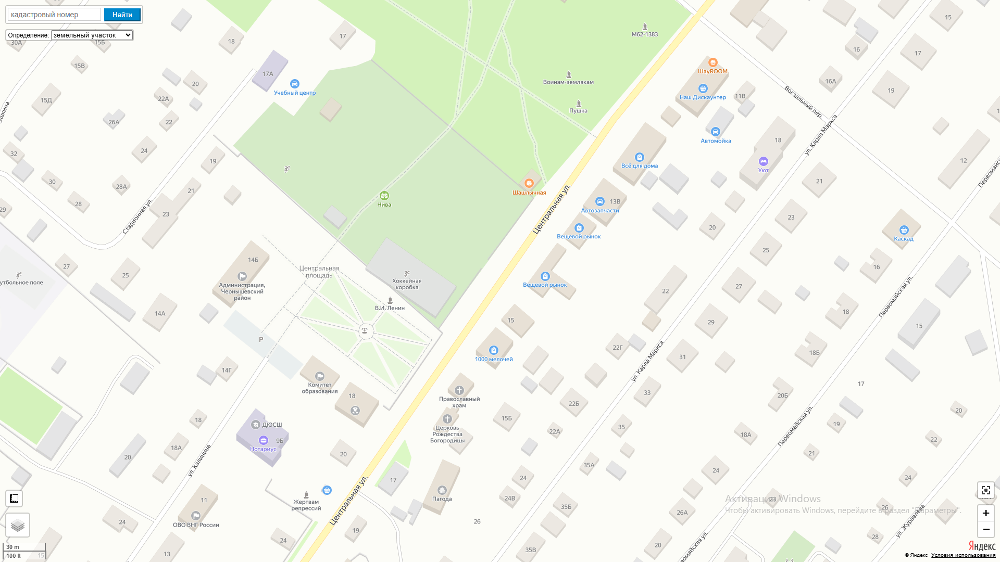 кадастровый номер
Найти
Определение: земельный участок
30А
15Б
18
17
М62-1383
15
16
17
15В
17А
20
Учебный центр
Воинам-землякам
ШауROOM
Наш Дискаунтер
11В
16А
19
15Д
22А
Пушка
Вокзальный пер.
26А
22
Автомойка
18
ул. Карла Маркса
32
24
19
Всё для дома
Уют
12
30
28А
21
Шашлычная
Центральная ул.
21
Первомайская
28
Нива
Автозапчасти
13В
29
23
Стадионная ул.
Вещевой рынок
20
23
Каскад
27
25
14Б
Центральная
площадь
25
16
Администрация,
Чернышевский
район
Хоккейная
коробка
Вещевой рынок
22
27
утбольное поле
14А
В.И. Ленин
15
29
18
Первомайская ул.
15
P
1000 мелочей
22Г
31
18Б
14Г
Комитет
образования
ул. Карла Маркса
18
Православный
храм
22Б
33
20Б
17
18
ДЮСШ
9Б
Нотариус
15Б
Церковь
Рождества
Богородицы
22А
35
18А
Первомайская ул.
19
20
18А
20
20
ул. Калинина
35А
21
22
17
24
24
24
11
Жертвам
репрессий
Центральная ул.
Пагода
24В
35Б
23
Активация Windows
Чтобы активировать Windows, перейдите в раздел "Параметры".
26А
26
24
ОВО ВНГ России
26
24
19
35В
20
28
ул. Журавлёва
13
30 m
100 ft
15
+
−
Яндекс
© Яндекс Условия использования